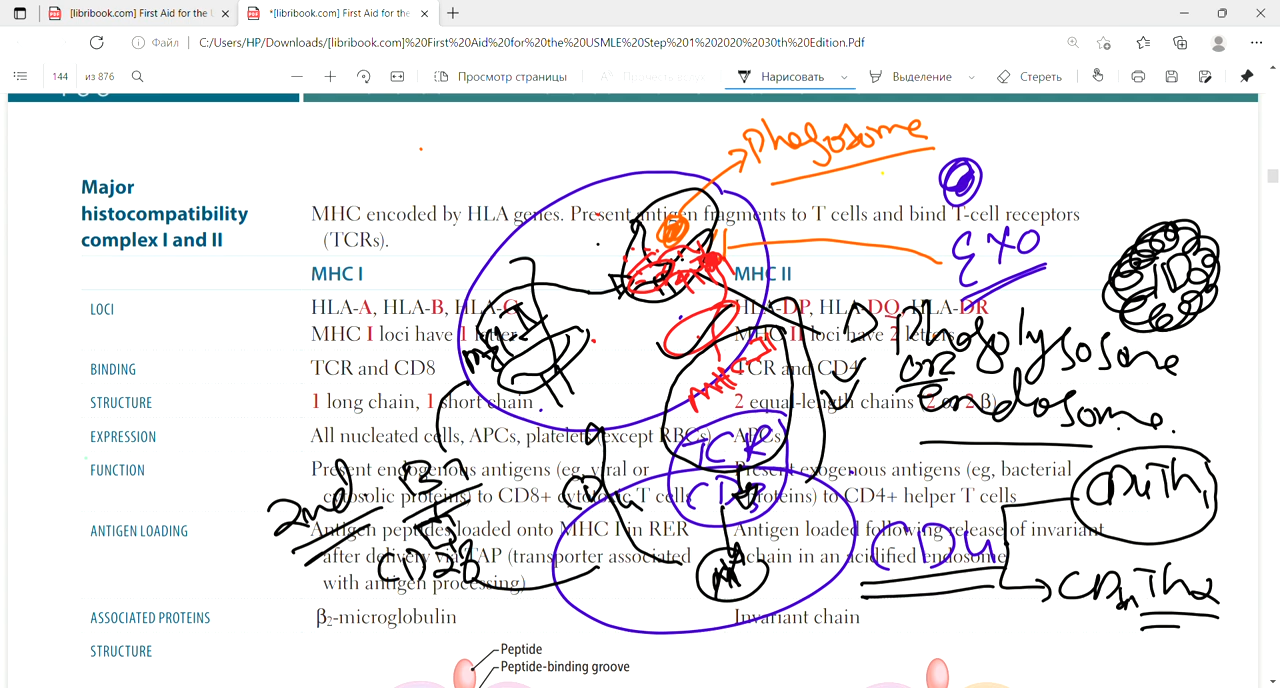 [libribook.com] First Aid for the
*[libribook.com] First Aid for the
Файл
C:/Users/HP/Downloads/[libribook.com]%20First%20Aid%20for%20the%20USMLE%20Step%201%202020%2030th%20Edition.Pdf
144 из 876
Просмотр страницы
Нарисовать
Выделение
Стереть
Phagosome
Major
histocompatibility
complex I and II
MHC encoded by HLA genes. Present antigen fragments to T cells and bind T-cell receptors
(TCRs).
EXO
MHC I
MHC II
LOCI
HLA-A, HLA-B, HLA-C
MHC I loci have 1 letter
HLA-DP, HLA-DQ, HLA-DR
MHC II loci have 2 letters
Phagolysosome
OR
Endosome.
MHC II
BINDING
TCR and CD8
TCR and CD4
STRUCTURE
1 long chain, 1 short chain
2 equal-length chains (2 α, 2 β)
EXPRESSION
All nucleated cells, APCs, platelets (except RBCs)
APCs
TCR
FUNCTION
Present endogenous antigens (eg, viral or
cytosolic proteins) to CD8+ cytotoxic T cells
Present exogenous antigens (eg, bacterial
proteins) to CD4+ helper T cells
B7
2nd
CD28
CD4
CD3
CD4
Th1
Th2
ANTIGEN LOADING
Antigen peptides loaded onto MHC I in RER
after delivery via TAP (transporter associated
with antigen processing)
Antigen loaded following release of invariant
chain in an acidified endosome
ASSOCIATED PROTEINS
β2-microglobulin
Invariant chain
STRUCTURE
Peptide
Peptide-binding groove